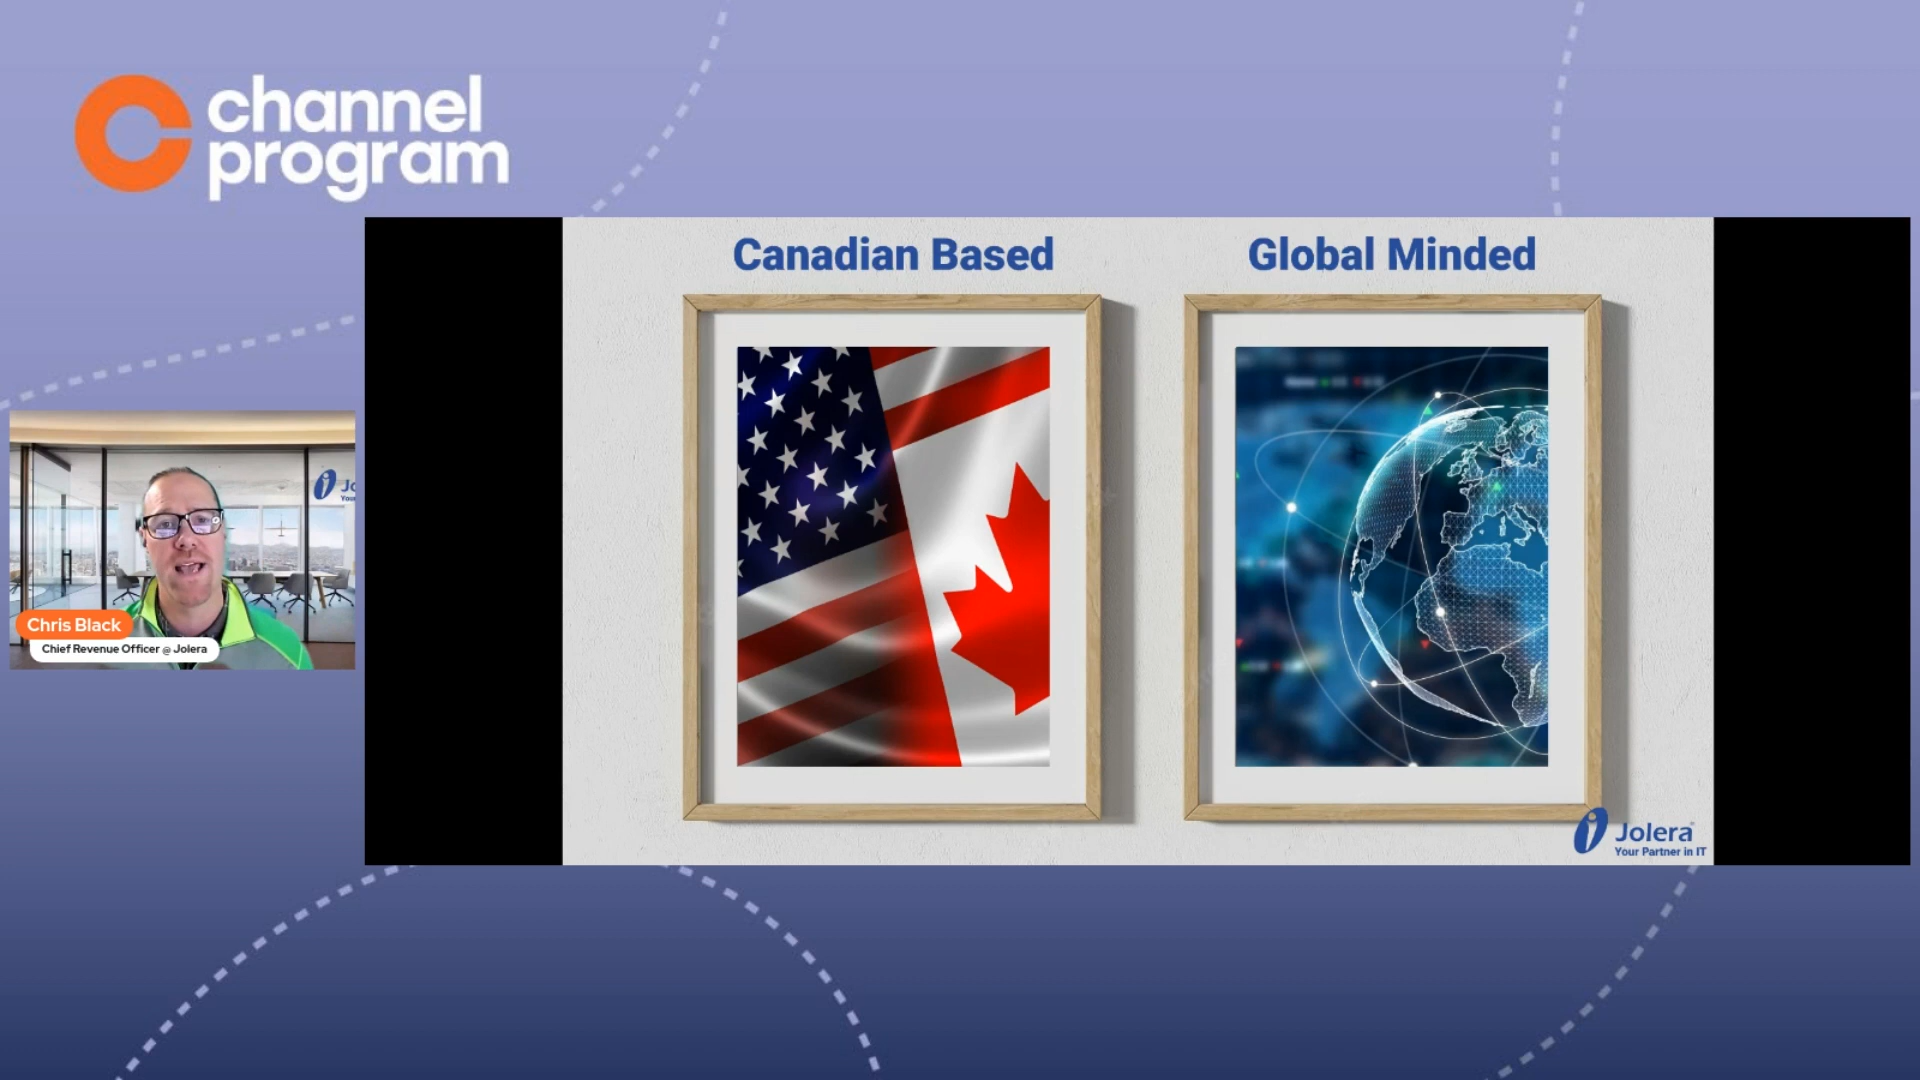 channel
program
Canadian Based
Global Minded
Chris Black
Chief Revenue Officer @ Jolera
Jolera
Your Partner in IT